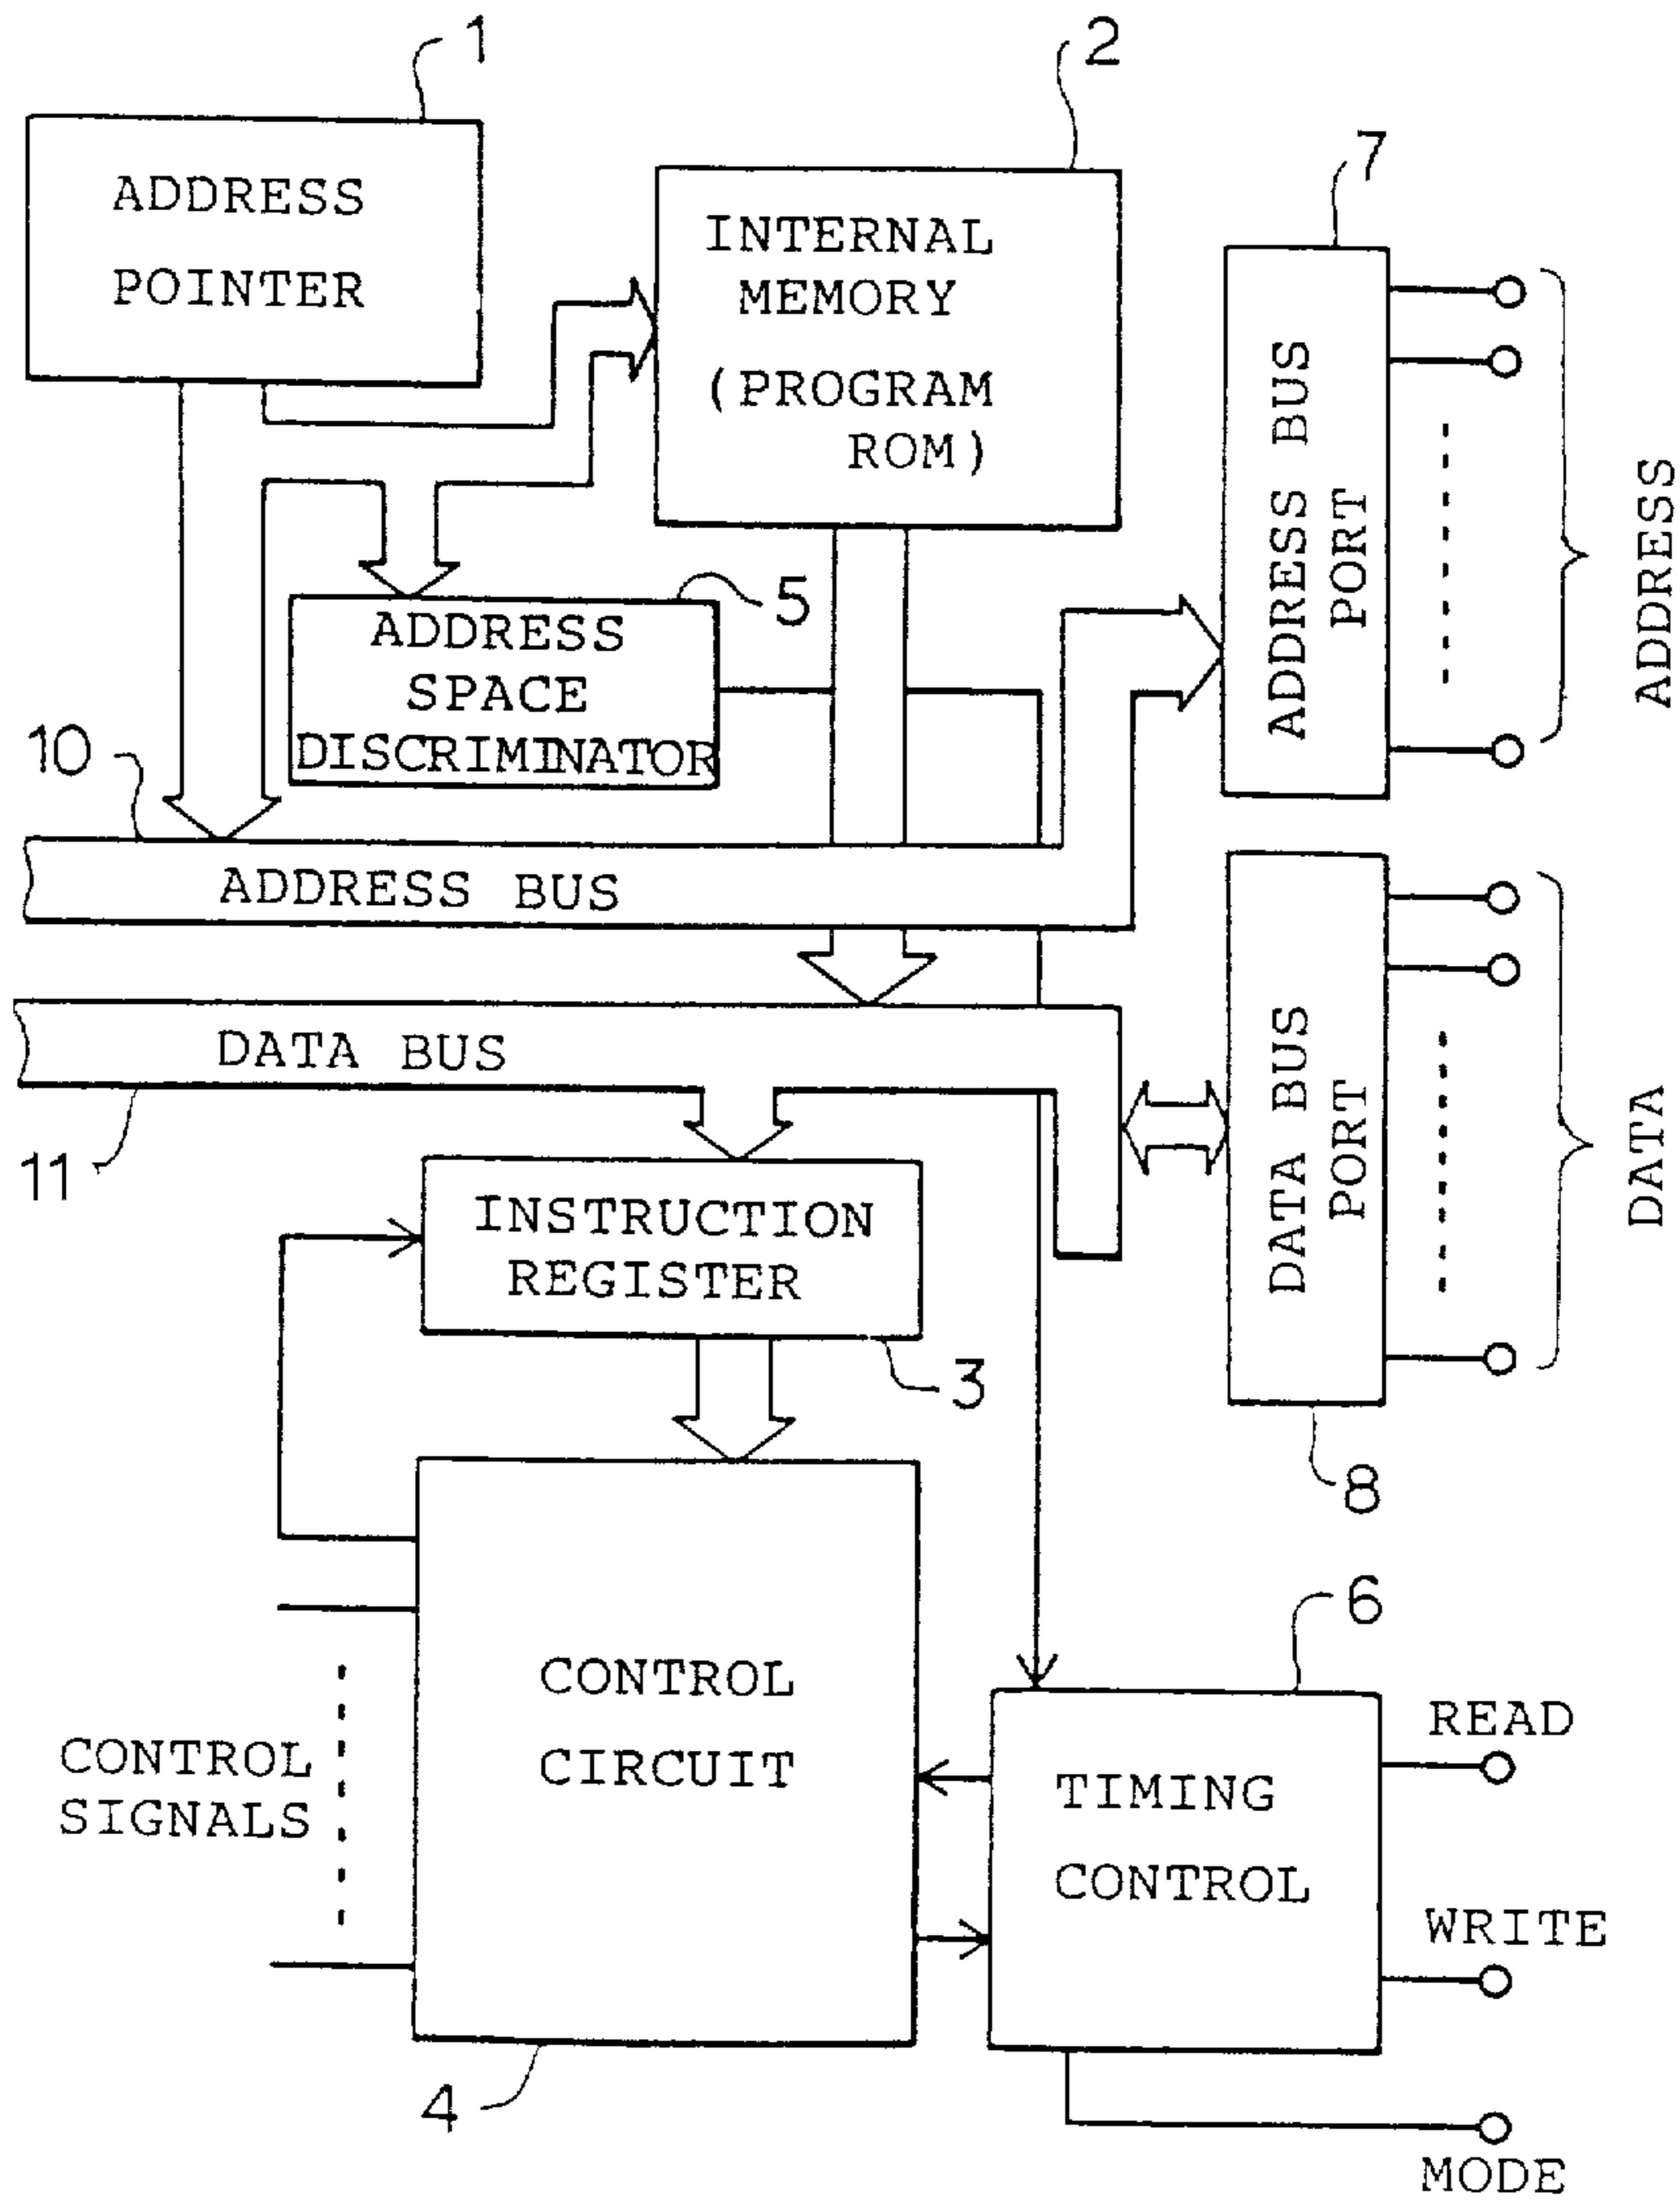 1
ADDRESS
POINTER
2
INTERNAL
MEMORY
(PROGRAM
ROM)
7
ADDRESS BUS
PORT
ADDRESS
5
ADDRESS
SPACE
DISCRIMINATOR
10
ADDRESS BUS
DATA BUS
11
DATA BUS
PORT
DATA
8
INSTRUCTION
REGISTER
3
CONTROL
CIRCUIT
CONTROL
SIGNALS
4
6
TIMING
CONTROL
READ
WRITE
MODE